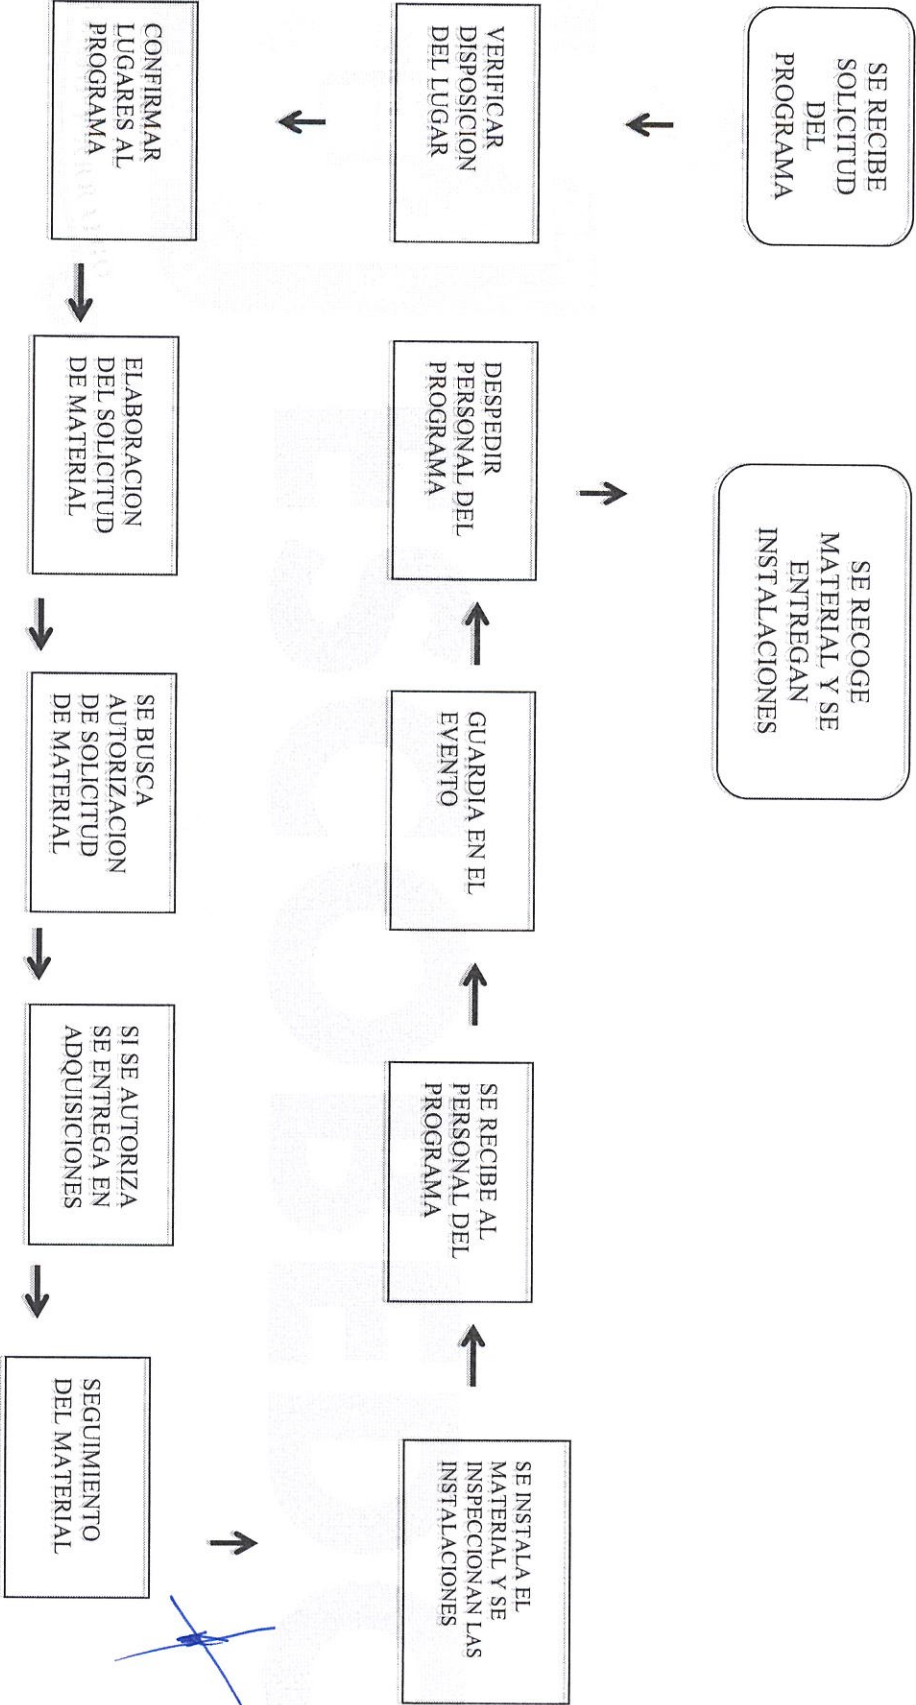 SE RECIBE
SOLICITUD
DEL
PROGRAMA
VERIFICAR
DISPOSICION
DEL LUGAR
CONFIRMAR
LUGARES AL
PROGRAMA
ELABORACION
DEL SOLICITUD
DE MATERIAL
SE BUSCA
AUTORIZACION
DE SOLICITUD
DE MATERIAL
SI SE AUTORIZA
SE ENTREGA EN
ADQUISICIONES
SEGUIMIENTO
DEL MATERIAL
SE INSTALA EL
MATERIAL Y SE
INSPECCIONAN LAS
INSTALACIONES
SE RECIBE AL
PERSONAL DEL
PROGRAMA
GUARDIA EN EL
EVENTO
DESPEDIR
PERSONAL DEL
PROGRAMA
SE RECOGE
MATERIAL Y SE
ENTREGAN
INSTALACIONES